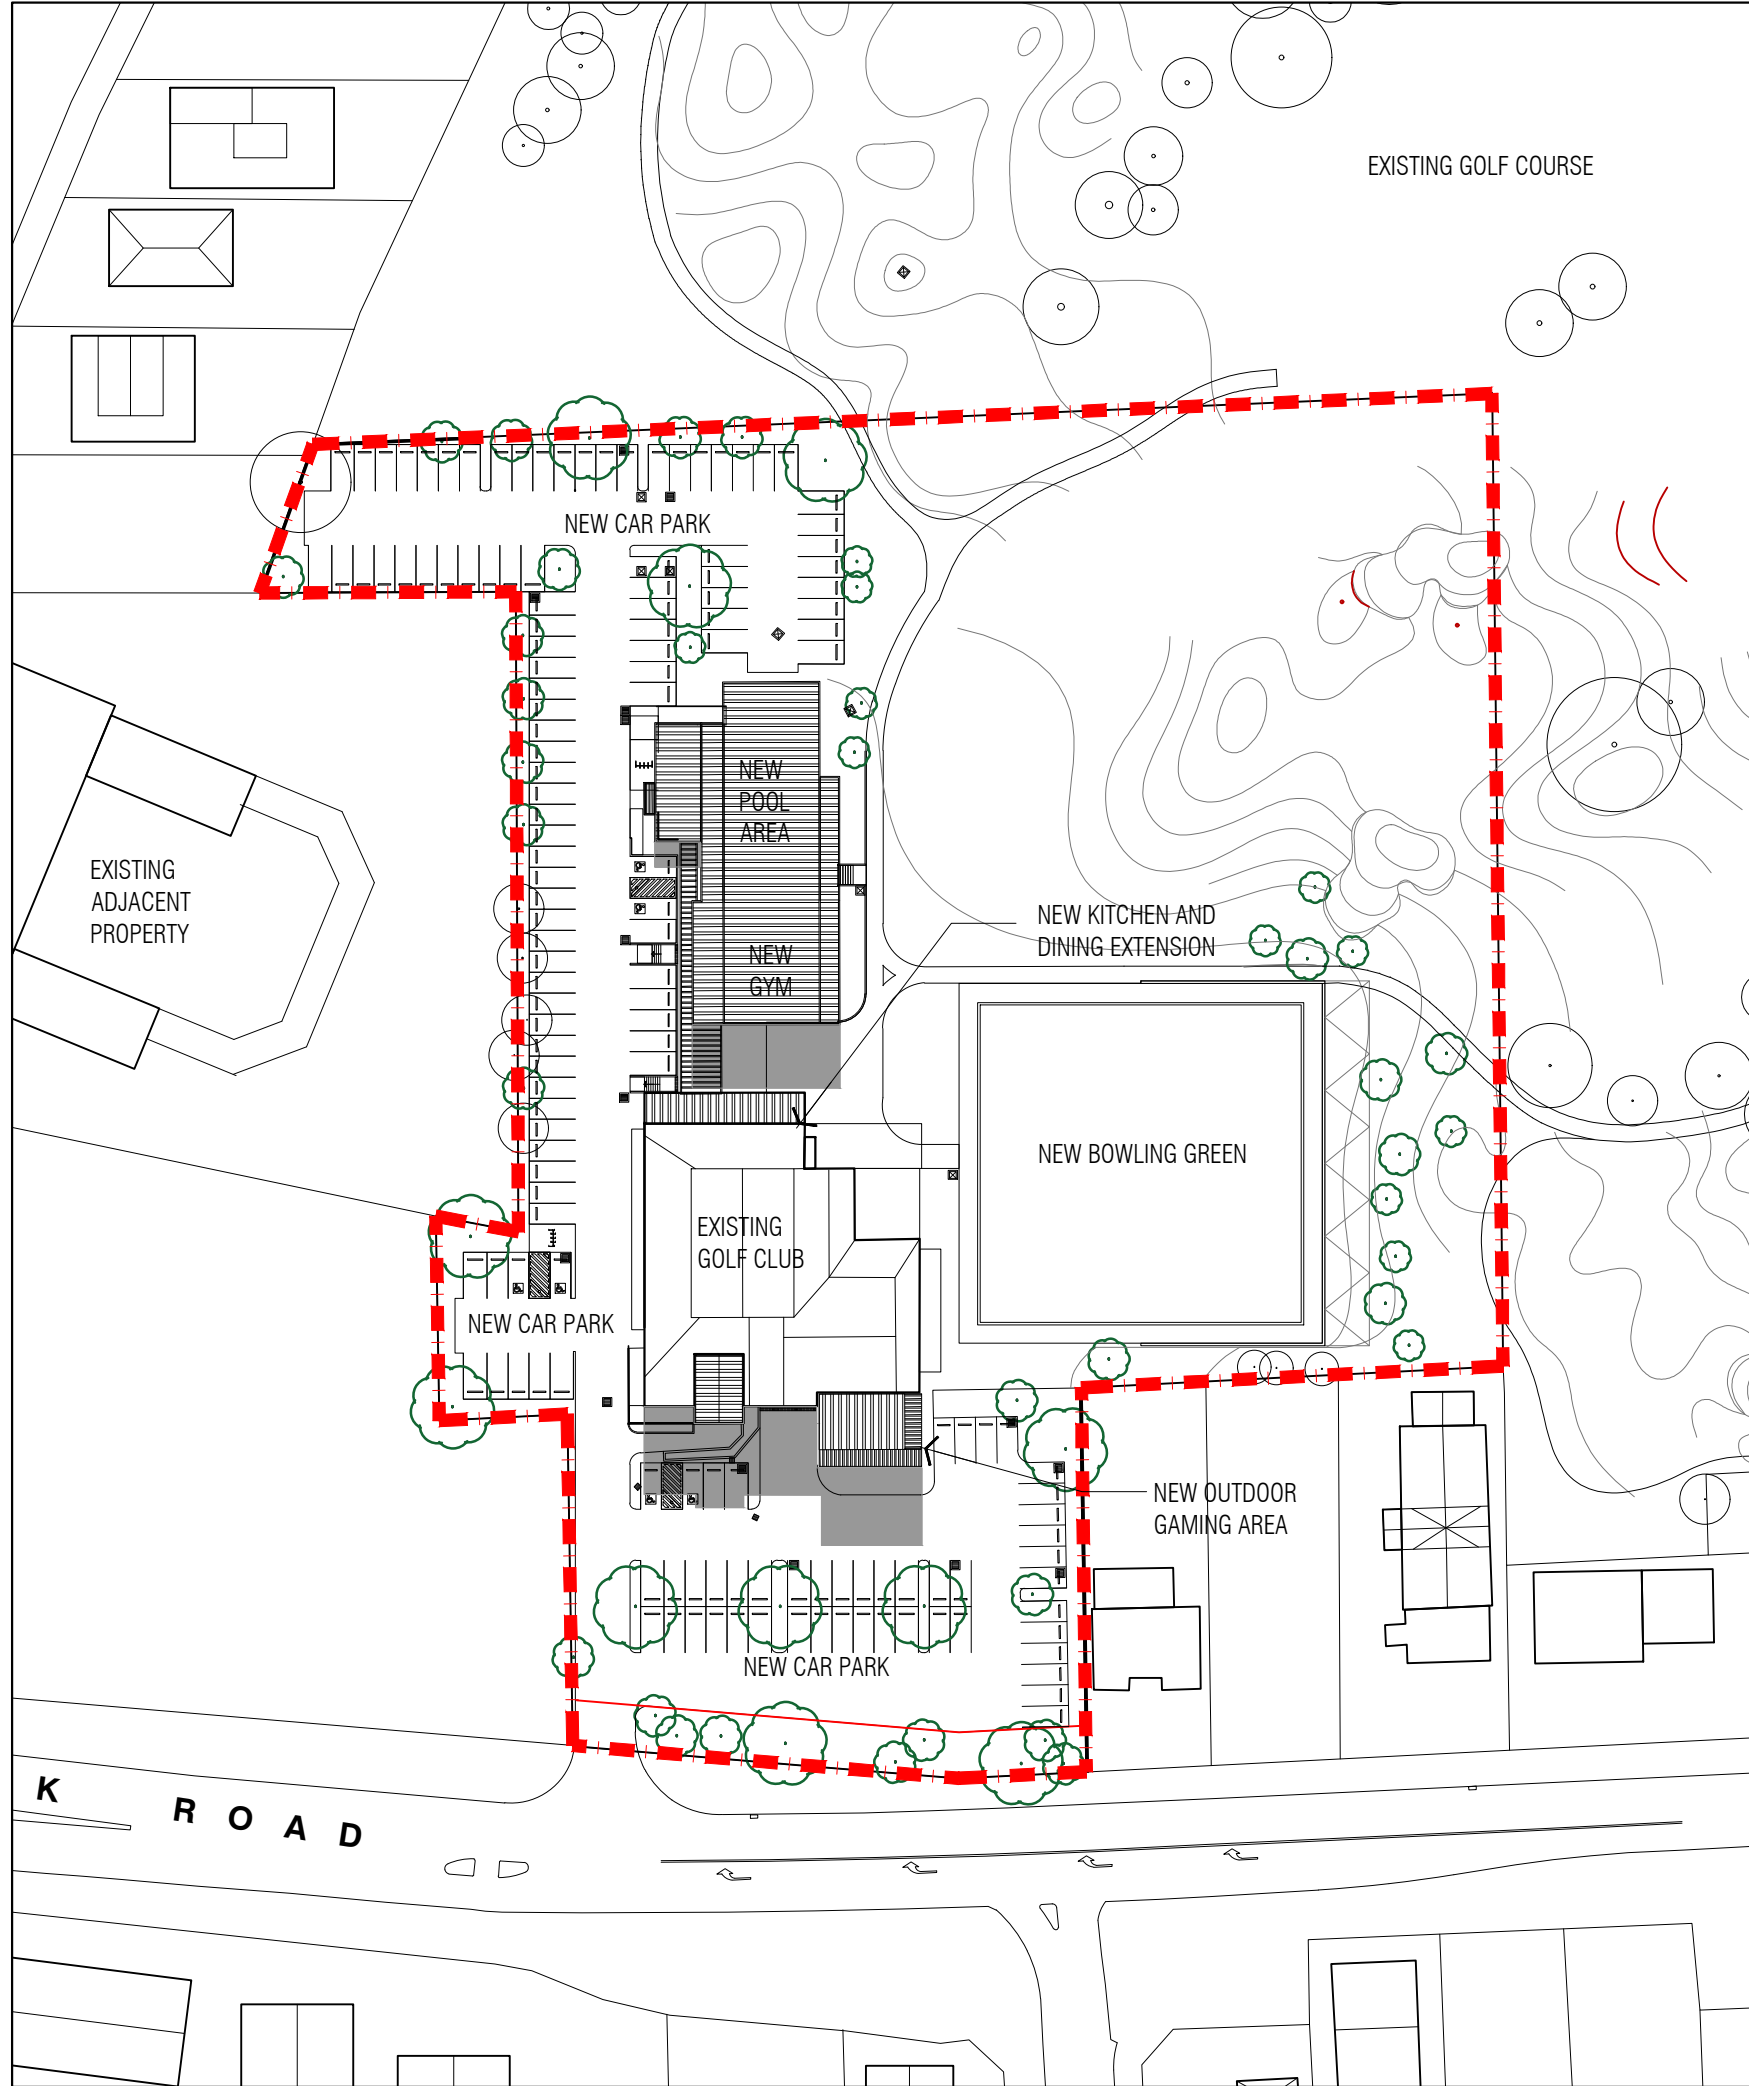 EXISTING GOLF COURSE
NEW CAR PARK
NEW
POOL
AREA
EXISTING
ADJACENT
PROPERTY
NEW KITCHEN AND
DINING EXTENSION
NEW
GYM
NEW BOWLING GREEN
EXISTING
GOLF CLUB
NEW CAR PARK
NEW OUTDOOR
GAMING AREA
NEW CAR PARK
K ROAD